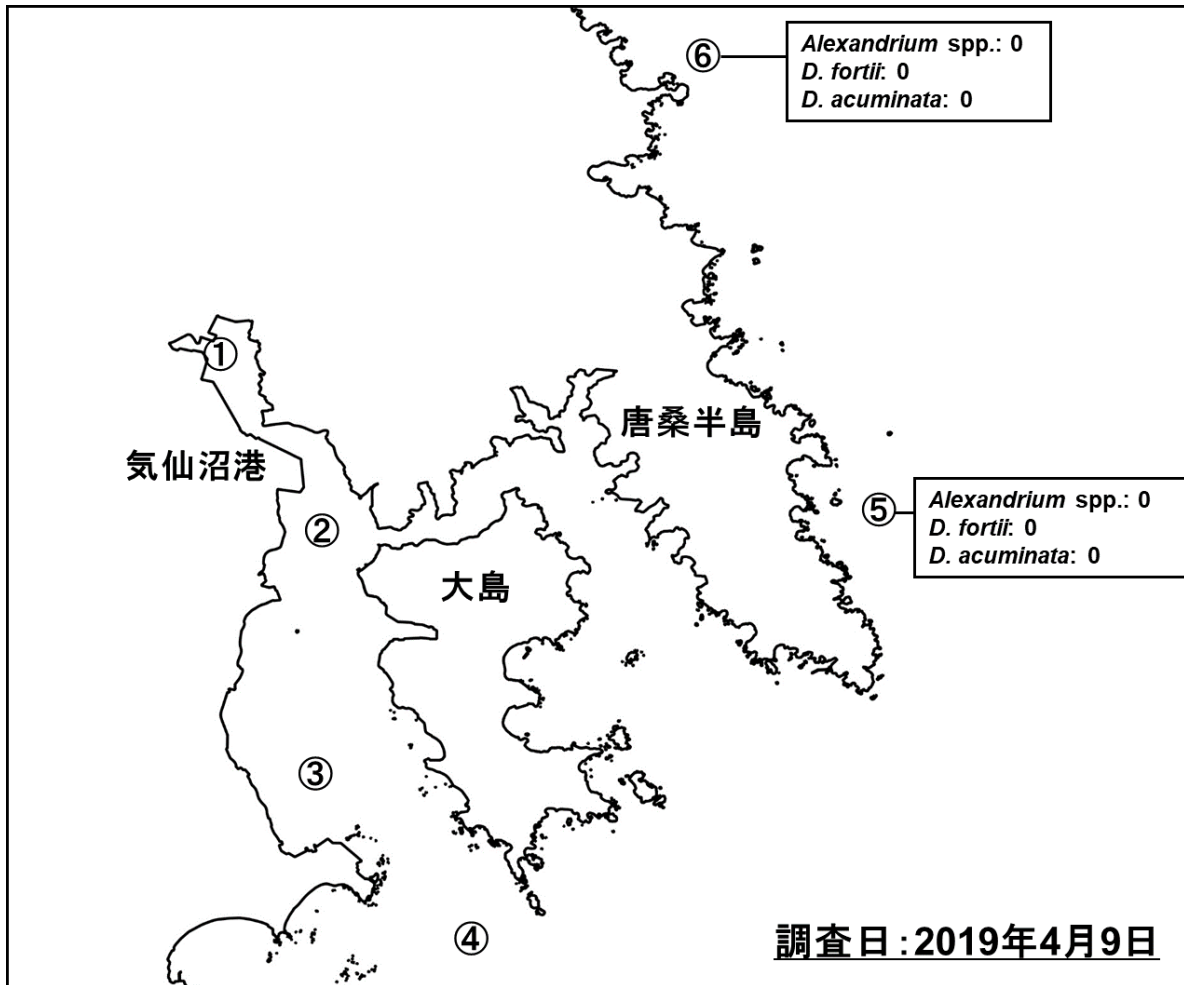 ⑥
Alexandrium spp.: 0
D. fortii: 0
D. acuminata: 0
①
唐桑半島
気仙沼港
⑤
Alexandrium spp.: 0
D. fortii: 0
D. acuminata: 0
②
大島
③
④
調査日:2019年4月9日